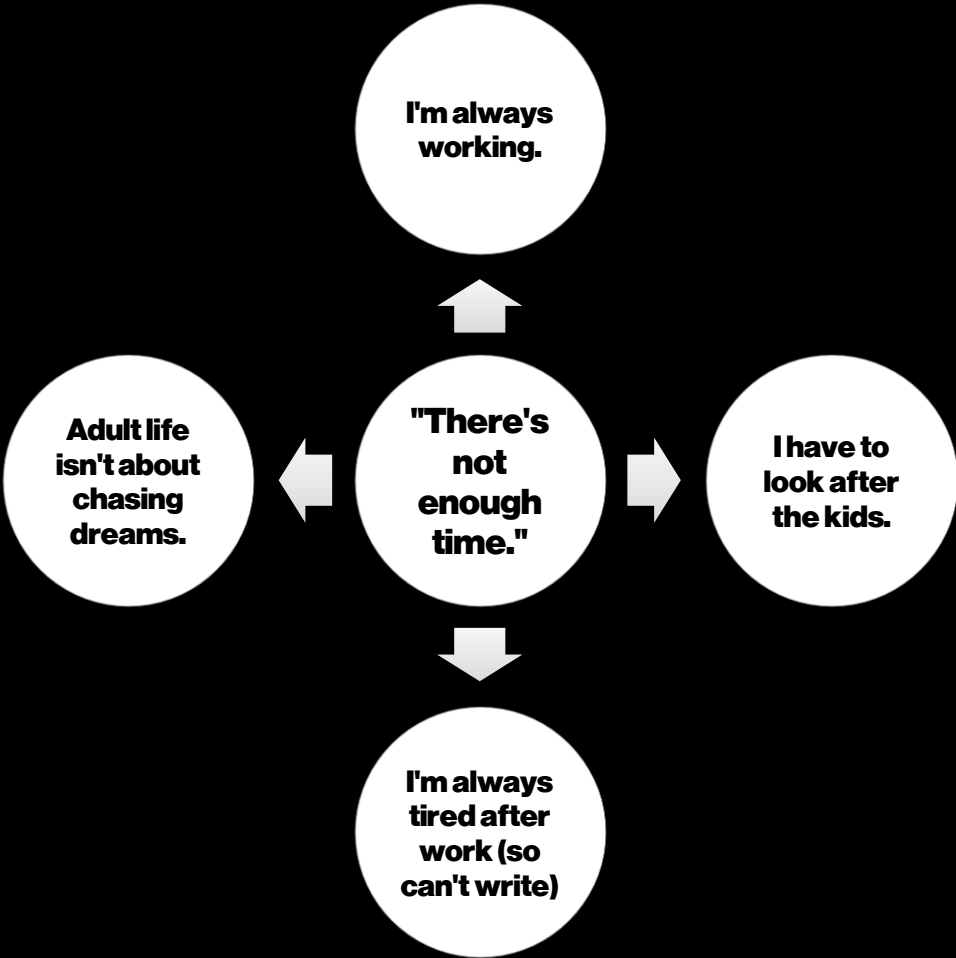 I'm always
working.
Adult life
isn't about
chasing
dreams.
"There's
not
enough
time."
I have to
look after
the kids.
I'm always
tired after
work (so
can't write)